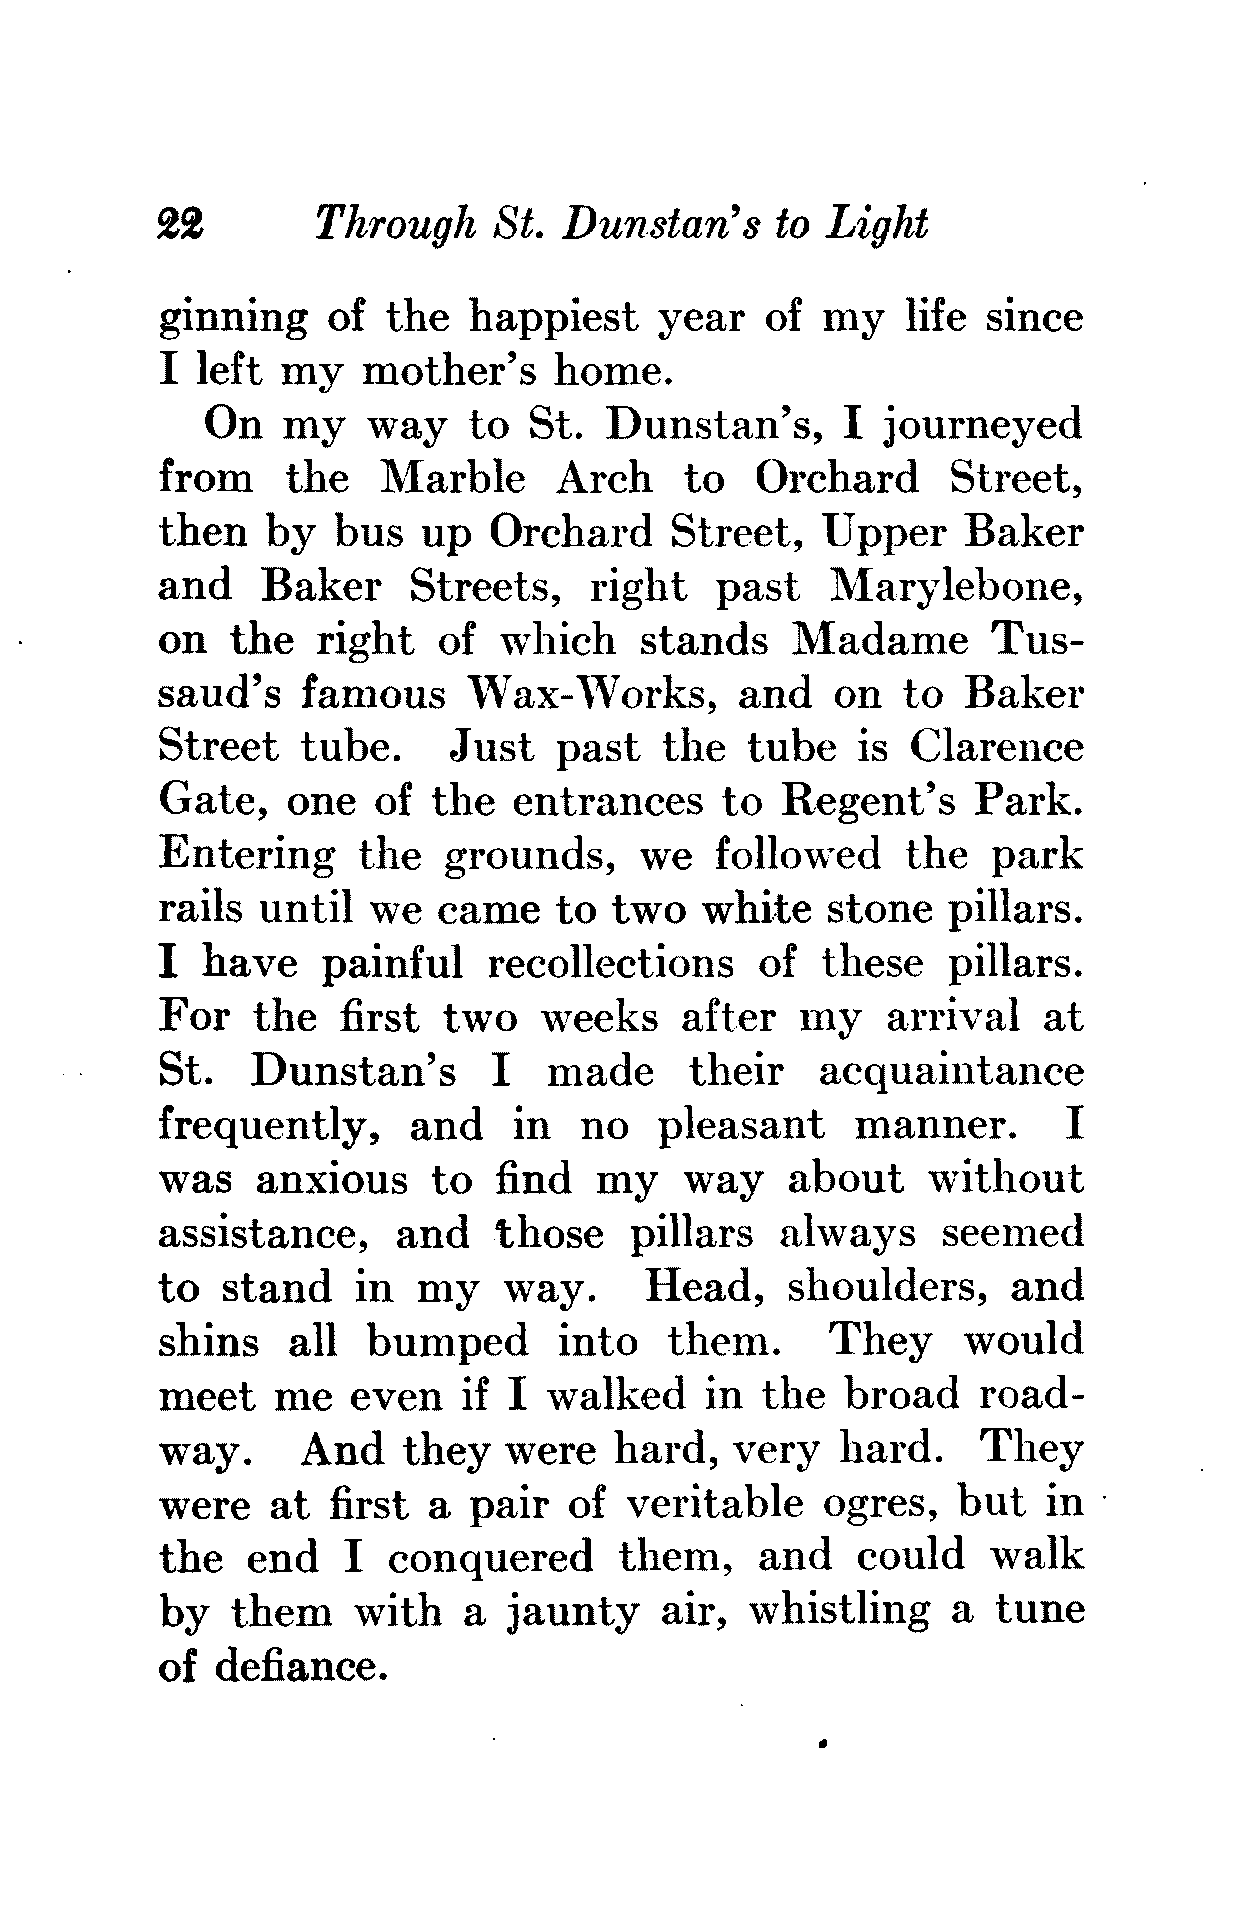 22 Through St. Dunstan's to Light
ginning of the happiest year of my life since
I left my mother's home.
On my way to St. Dunstan's, I journeyed
from the Marble Arch to Orchard Street,
then by bus up Orchard Street, Upper Baker
and Baker Streets, right past Marylebone,
on the right of which stands Madame Tus-
saud's famous Wax-Works, and on to Baker
Street tube. Just past the tube is Clarence
Gate, one of the entrances to Regent's Park.
Entering the grounds, we followed the park
rails until we came to two white stone pillars.
I have painful recollections of these pillars.
For the first two weeks after my arrival at
St. Dunstan's I made their acquaintance
frequently, and in no pleasant manner. I
was anxious to find my way about without
assistance, and those pillars always seemed
to stand in my way. Head, shoulders, and
shins all bumped into them. They would
meet me even if I walked in the broad road-
way. And they were hard, very hard. They
were at first a pair of veritable ogres, but in
the end I conquered them, and could walk
by them with a jaunty air, whistling a tune
of defiance.